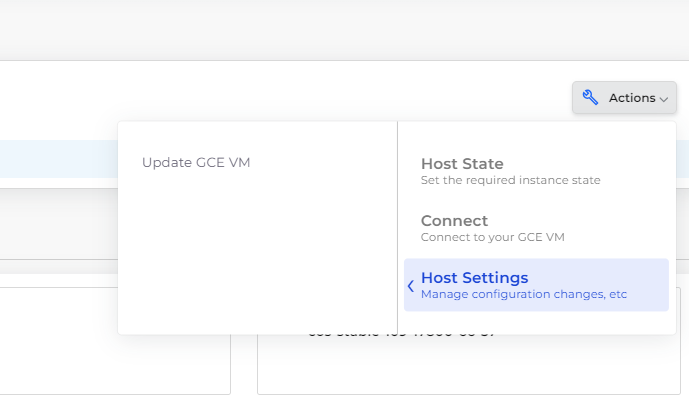 Actions
Update GCE VM
Host State
Set the required instance state
Connect
Connect to your GCE VM
Host Settings
Manage configuration changes, etc